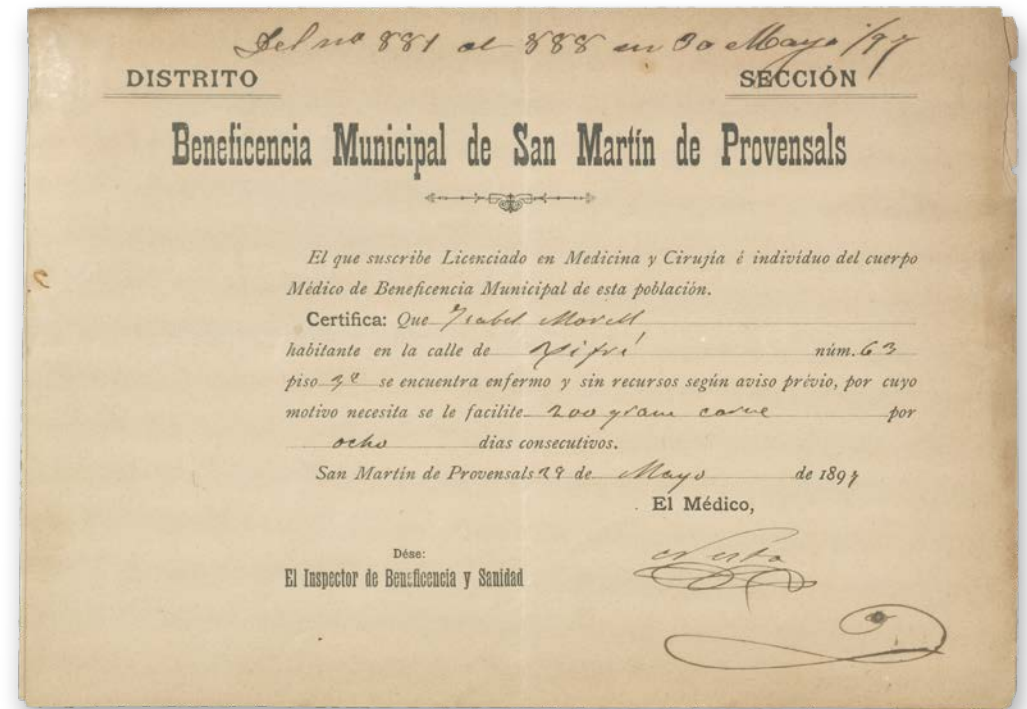 Del nº 881 al 888 en 30 Mayo /97
DISTRITO SECCIÓN
Beneficencia Municipal de San Martín de Provensals
El que suscribe Licenciado en Medicina y Cirujía é indivíduo del cuerpo
Médico de Beneficencia Municipal de esta población.
Certifica: Que Isabel Morell
habitante en la calle de Xifré núm. 63
piso 3º se encuentra enfermo y sin recursos según aviso prévio, por cuyo
motivo necesita se le facilite 200 gram carne por
ocho dias consecutivos.
San Martín de Provensals 29 de Mayo de 1897
El Médico,
Dése:
El Inspector de Beneficencia y Sanidad